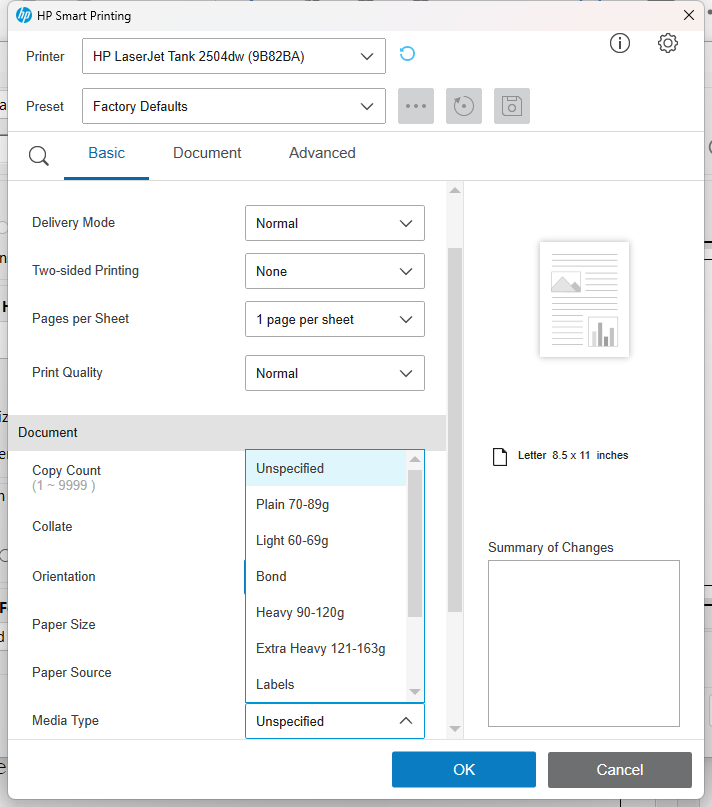 hp HP Smart Printing
Printer HP LaserJet Tank 2504dw (9B82BA)
Preset Factory Defaults
Basic Document Advanced
Delivery Mode Normal
Two-sided Printing None
Pages per Sheet 1 page per sheet
Print Quality Normal
Document
Copy Count
(1 ~ 9999 )
Collate
Orientation
Paper Size
Paper Source
Media Type Unspecified
Unspecified
Plain 70-89g
Light 60-69g
Bond
Heavy 90-120g
Extra Heavy 121-163g
Labels
Letter 8.5 x 11 inches
Summary of Changes
OK Cancel